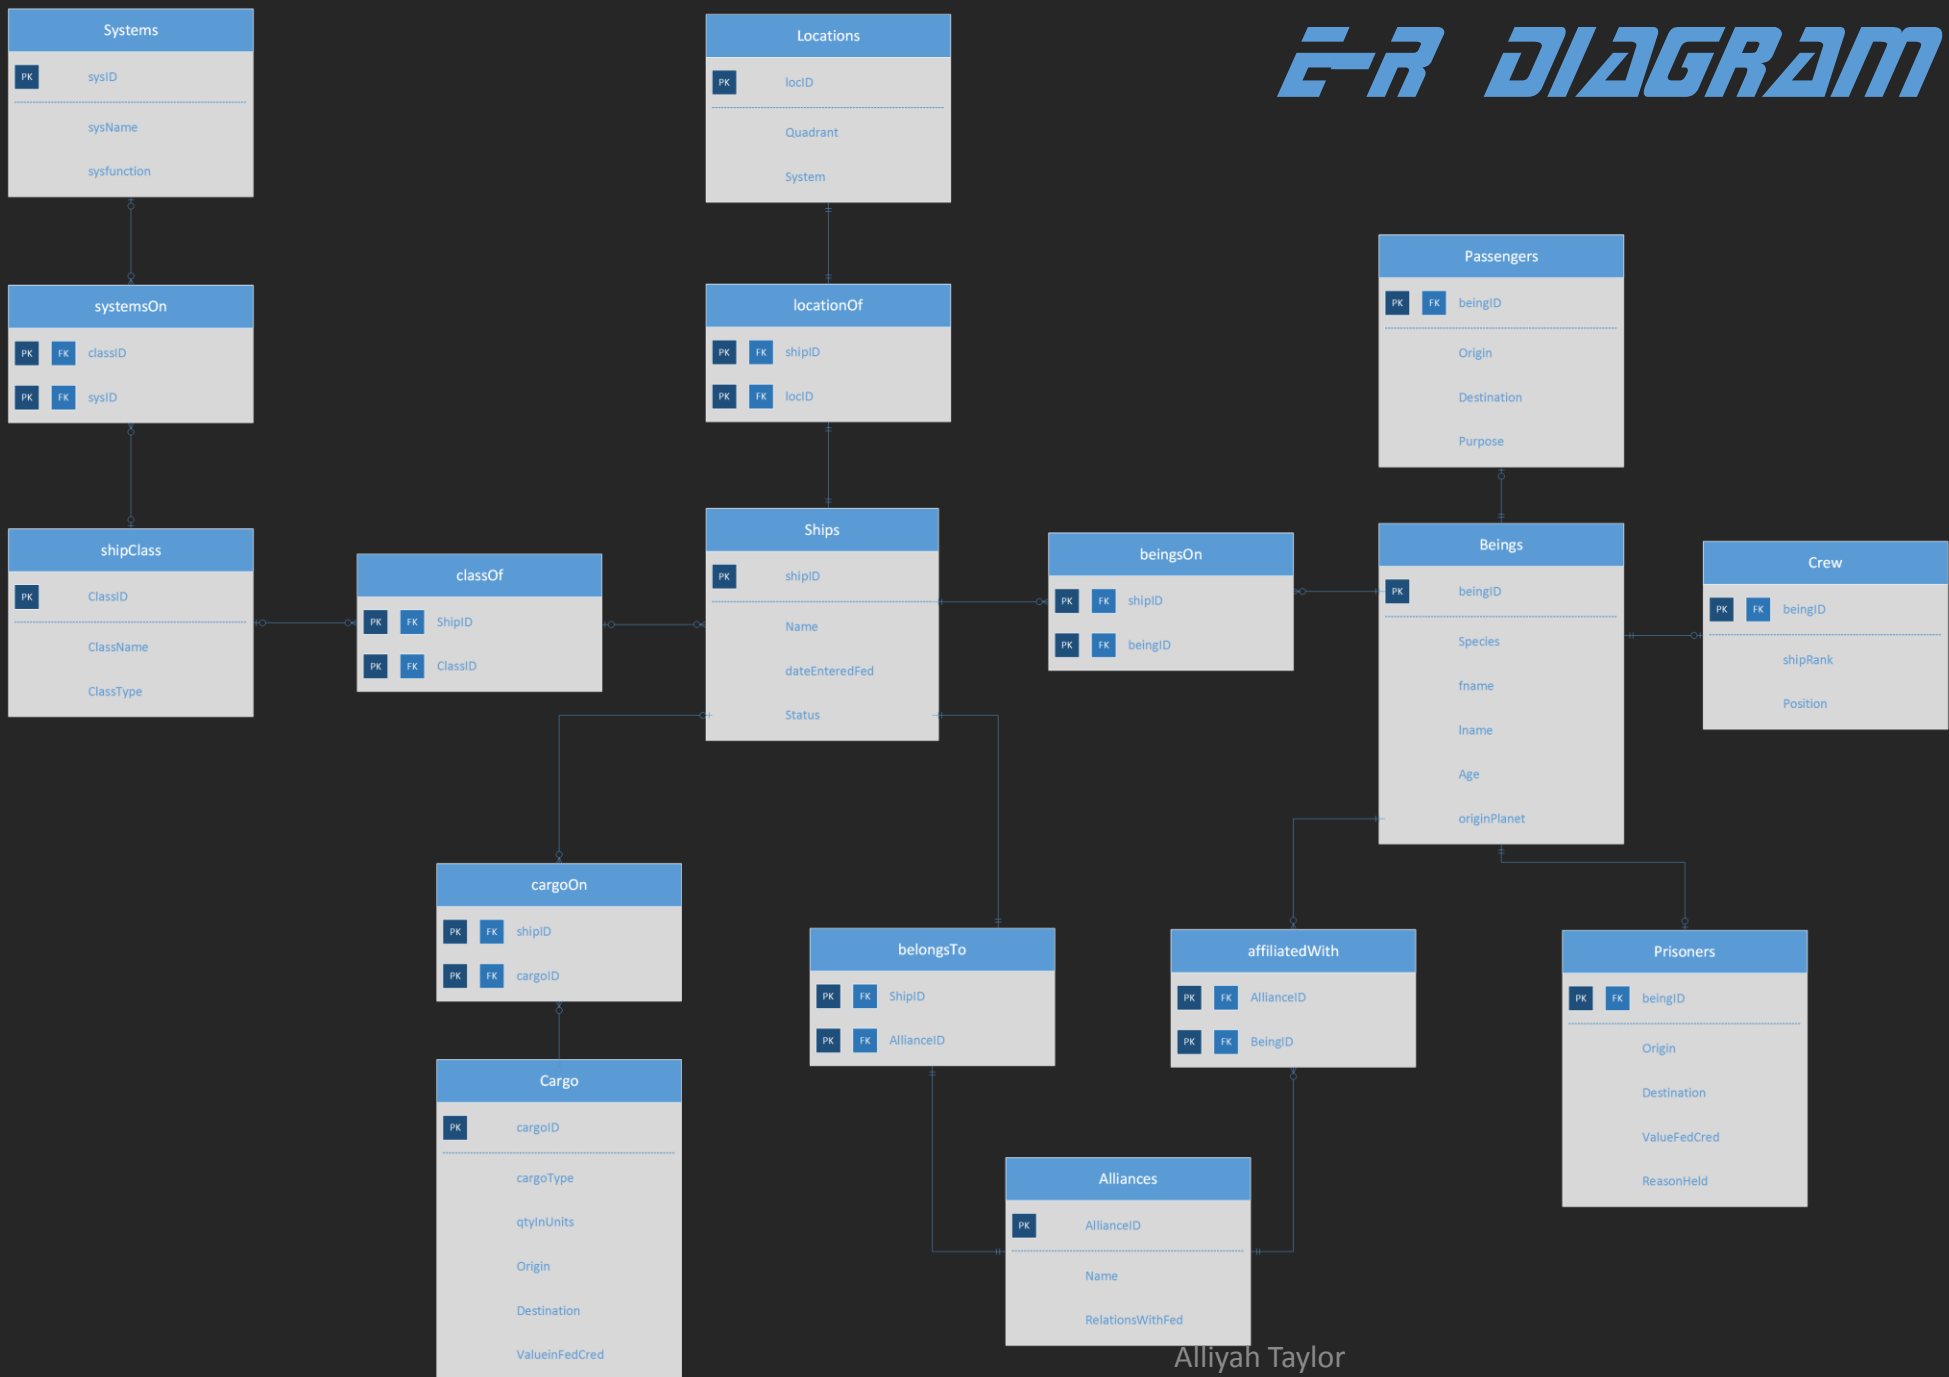 E-R DIAGRAM
Systems
PK sysID
sysName
sysfunction
systemsOn
PK FK classID
PK FK sysID
shipClass
PK ClassID
ClassName
ClassType
classOf
PK FK ShipID
PK FK ClassID
Locations
PK locID
Quadrant
System
locationOf
PK FK shipID
PK FK locID
Ships
PK shipID
Name
dateEnteredFed
Status
beingsOn
PK FK shipID
PK FK beingID
Passengers
PK FK beingID
Origin
Destination
Purpose
Beings
PK beingID
Species
fname
lname
Age
originPlanet
Crew
PK FK beingID
shipRank
Position
cargoOn
PK FK shipID
PK FK cargoID
Cargo
PK cargoID
cargoType
qtyInUnits
Origin
Destination
ValueinFedCred
belongsTo
PK FK ShipID
PK FK AllianceID
affiliatedWith
PK FK AllianceID
PK FK BeingID
Prisoners
PK FK beingID
Origin
Destination
ValueFedCred
ReasonHeld
Alliances
PK AllianceID
Name
RelationsWithFed
Alliyah Taylor